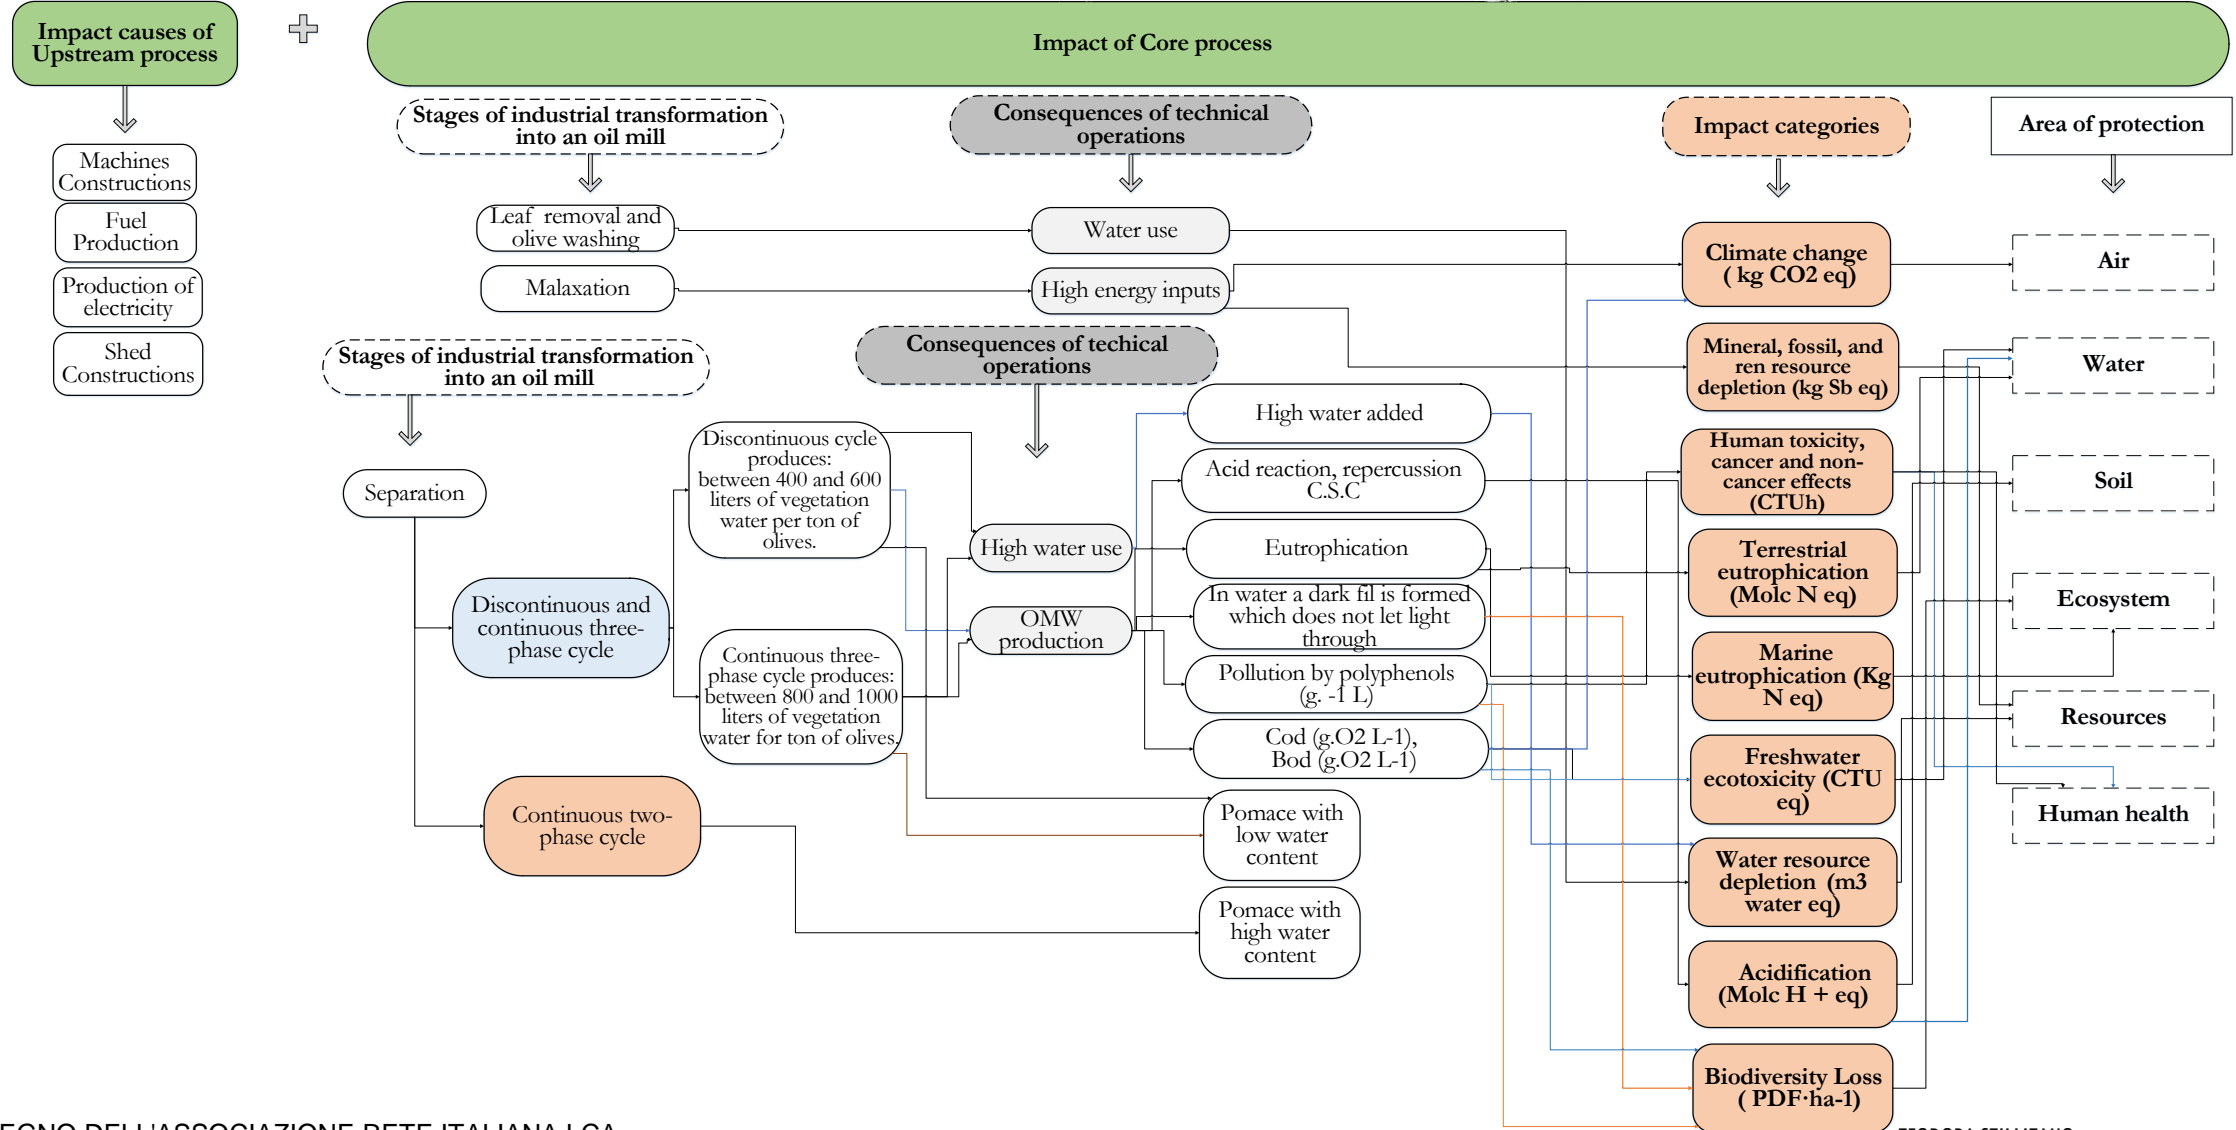 Impact causes of
Upstream process
Impact of Core process
Machines
Constructions
Fuel
Production
Production of
electricity
Shed
Constructions
Stages of industrial transformation
into an oil mill
Consequences of technical
operations
Impact categories
Area of protection
Leaf removal and
olive washing
Water use
Malaxation
High energy inputs
Stages of industrial transformation
into an oil mill
Consequences of techical
operations
Separation
Discontinuous and
continuous three-
phase cycle
Continuous two-
phase cycle
Discontinuous cycle
produces:
between 400 and 600
liters of vegetation
water per ton of
olives.
Continuous three-
phase cycle produces:
between 800 and 1000
liters of vegetation
water for ton of olives.
High water use
OMW
production
High water added
Acid reaction, repercussion
C.S.C
Eutrophication
In water a dark fil is formed
which does not let light
through
Pollution by polyphenols
(g. -1 L)
Cod (g.O2 L-1),
Bod (g.O2 L-1)
Pomace with
low water
content
Pomace with
high water
content
Climate change
( kg CO2 eq)
Mineral, fossil, and
ren resource
depletion (kg Sb eq)
Human toxicity,
cancer and non-
cancer effects
(CTUh)
Terrestrial
eutrophication
(Molc N eq)
Marine
eutrophication (Kg
N eq)
Freshwater
ecotoxicity (CTU
eq)
Water resource
depletion (m3
water eq)
Acidification
(Molc H + eq)
Biodiversity Loss
( PDF·ha-1)
Air
Water
Soil
Ecosystem
Resources
Human health